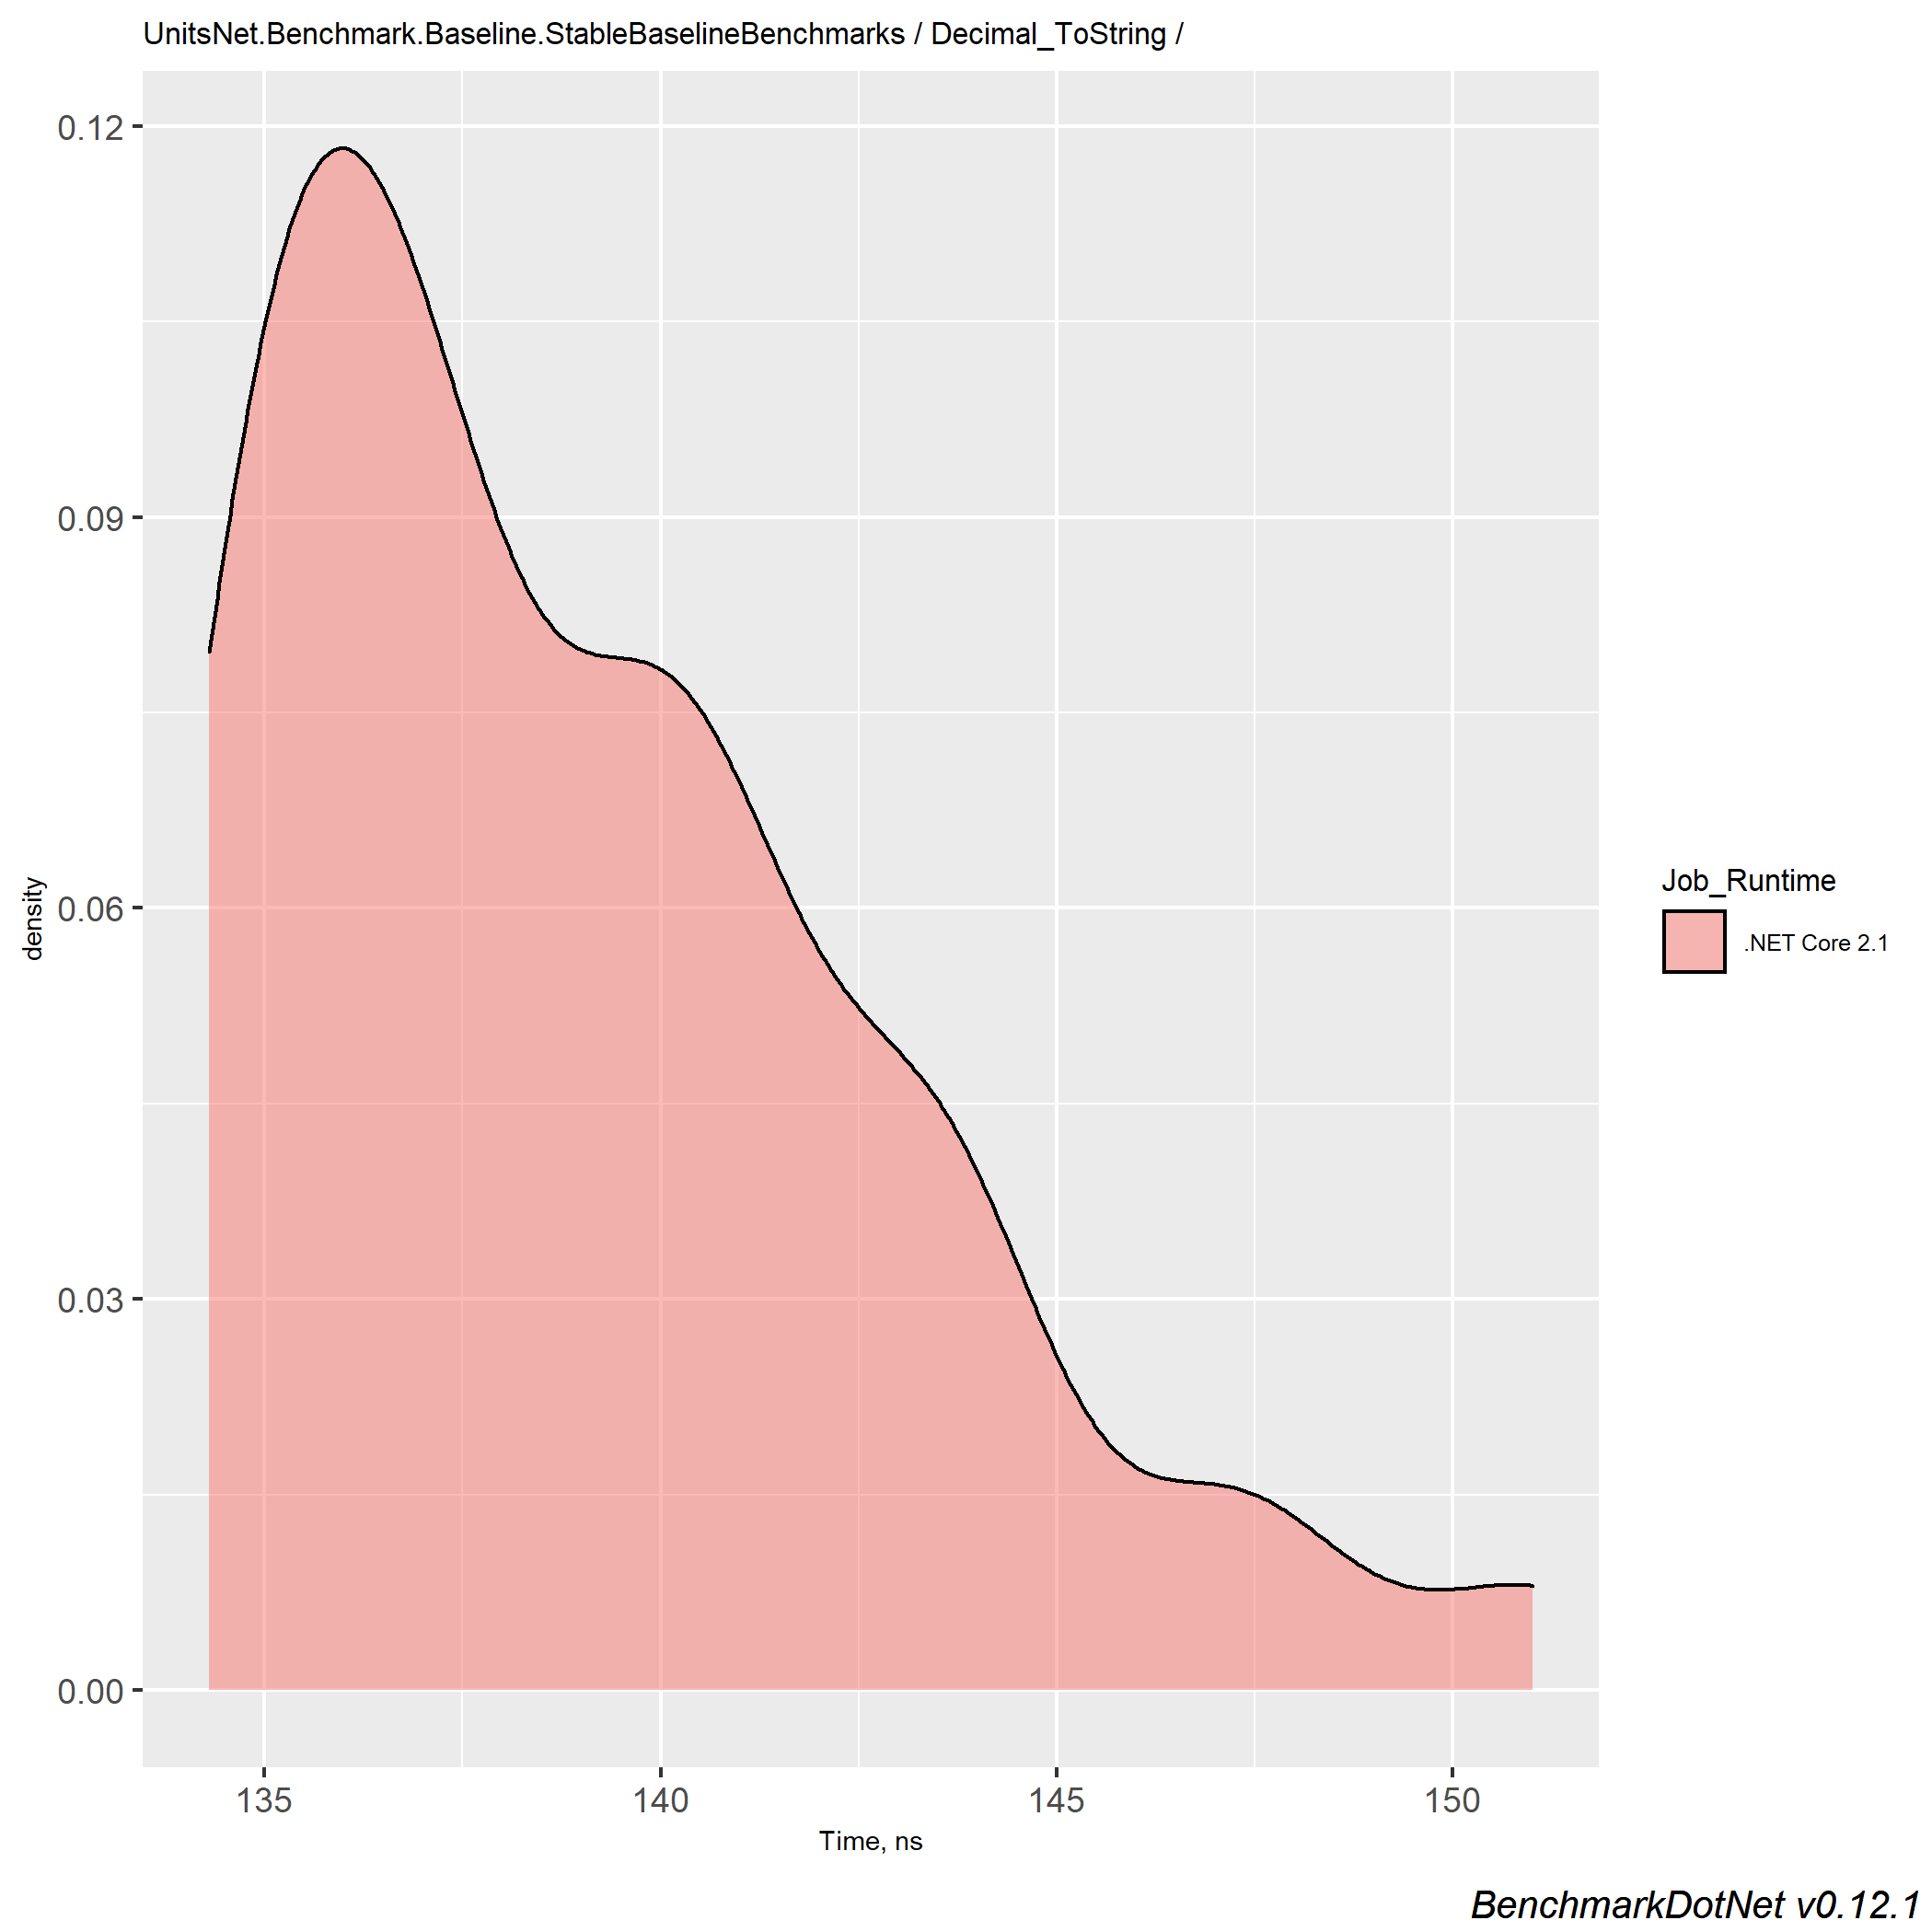 UnitsNet.Benchmark.Baseline.StableBaselineBenchmarks / Decimal_ToString /
0.12
0.09
0.06
0.03
0.00
density
135 140 145 150
Time, ns
Job_Runtime
.NET Core 2.1
BenchmarkDotNet v0.12.1